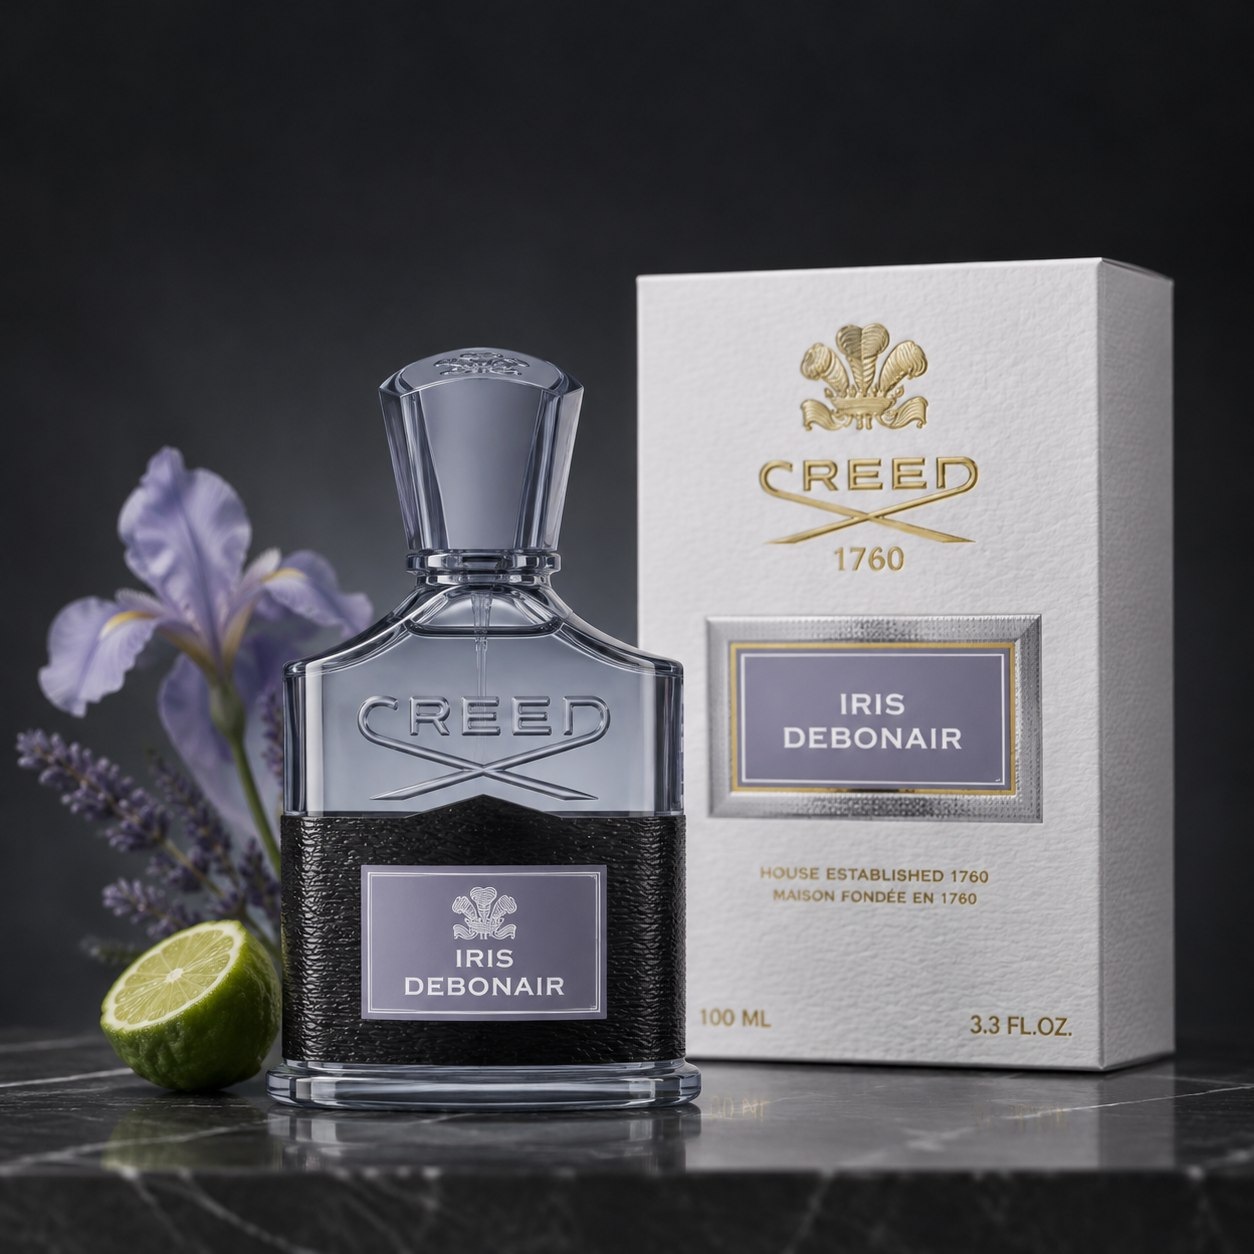 CREED
IRIS
DEBONAIR
CREED
1760
IRIS
DEBONAIR
HOUSE ESTABLISHED 1760
MAISON FONDÉE EN 1760
100 ML
3.3 FL.OZ.